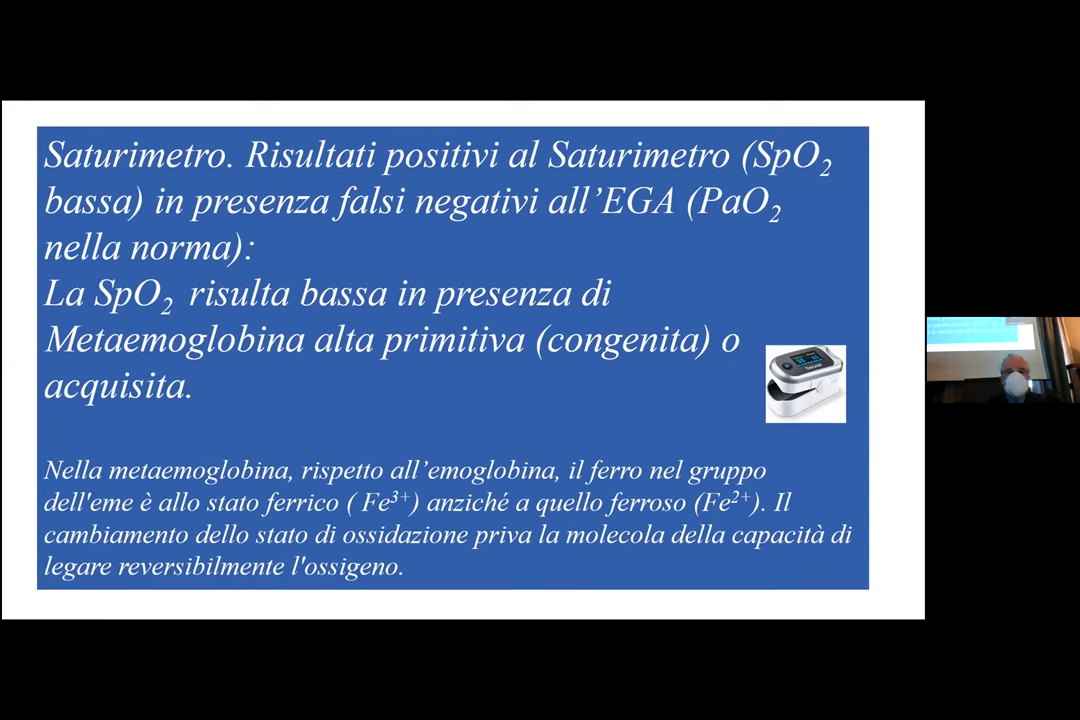 Saturimetro. Risultati positivi al Saturimetro (SpO₂
bassa) in presenza falsi negativi all’EGA (PaO₂
nella norma):
La SpO₂ risulta bassa in presenza di
Metaemoglobina alta primitiva (congenita) o
acquisita.
Nella metaemoglobina, rispetto all’emoglobina, il ferro nel gruppo
dell'eme è allo stato ferrico ( Fe³⁺) anziché a quello ferroso (Fe²⁺). Il
cambiamento dello stato di ossidazione priva la molecola della capacità di
legare reversibilmente l'ossigeno.
beurer